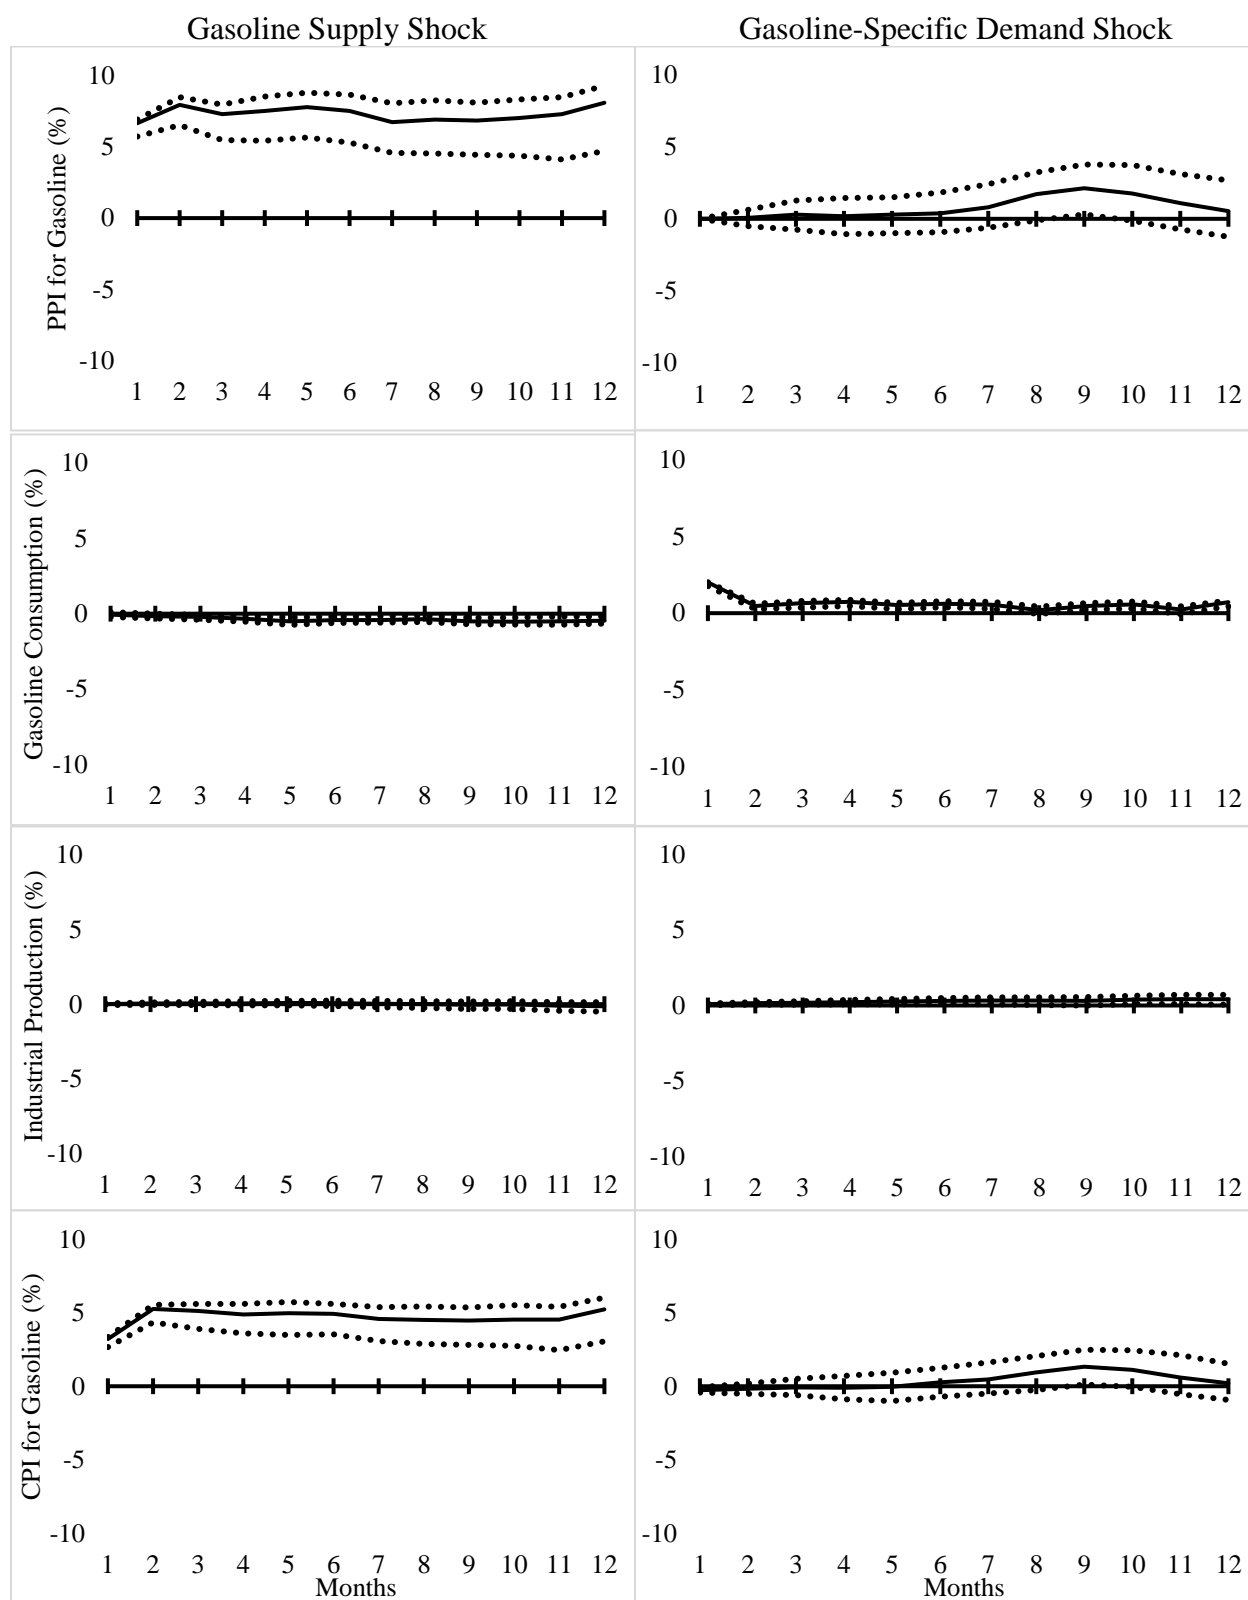 Gasoline Supply Shock
Gasoline-Specific Demand Shock
PPI for Gasoline (%)
10
5
0
-5
-10
1 2 3 4 5 6 7 8 9 10 11 12
10
5
0
-5
-10
1 2 3 4 5 6 7 8 9 10 11 12
Gasoline Consumption (%)
10
5
0
-5
-10
1 2 3 4 5 6 7 8 9 10 11 12
10
5
0
-5
-10
1 2 3 4 5 6 7 8 9 10 11 12
Industrial Production (%)
10
5
0
-5
-10
1 2 3 4 5 6 7 8 9 10 11 12
10
5
0
-5
-10
1 2 3 4 5 6 7 8 9 10 11 12
CPI for Gasoline (%)
10
5
0
-5
-10
1 2 3 4 5 6 7 8 9 10 11 12
Months
10
5
0
-5
-10
1 2 3 4 5 6 7 8 9 10 11 12
Months